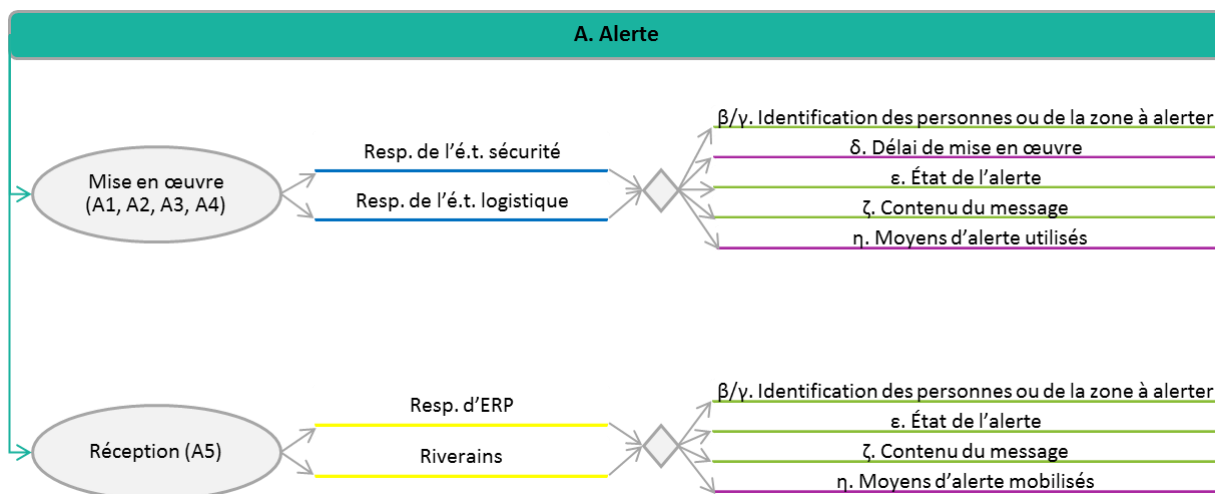 A. Alerte
Mise en œuvre
(A1, A2, A3, A4)
Resp. de l'é.t. sécurité
Resp. de l'é.t. logistique
β/γ. Identification des personnes ou de la zone à alerter
δ. Délai de mise en œuvre
ε. État de l'alerte
ζ. Contenu du message
η. Moyens d'alerte utilisés
Réception (A5)
Resp. d'ERP
Riverains
β/γ. Identification des personnes ou de la zone à alerter
ε. État de l'alerte
ζ. Contenu du message
η. Moyens d'alerte mobilisés